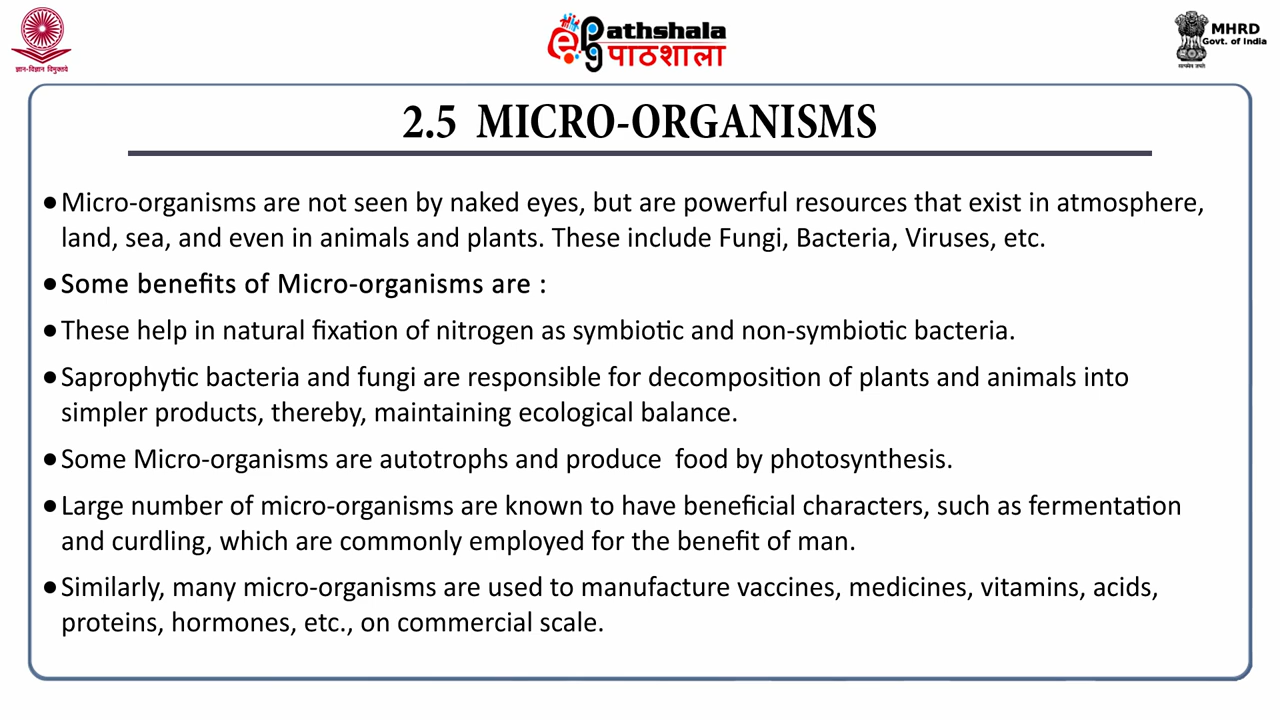 ज्ञान-विज्ञान विमुक्तये
ePG athshala
पाठशाला
MHRD
Govt. of India
सत्यमेव जयते
2.5 MICRO-ORGANISMS
●Micro-organisms are not seen by naked eyes, but are powerful resources that exist in atmosphere,
land, sea, and even in animals and plants. These include Fungi, Bacteria, Viruses, etc.
●Some benefits of Micro-organisms are :
●These help in natural fixation of nitrogen as symbiotic and non-symbiotic bacteria.
●Saprophytic bacteria and fungi are responsible for decomposition of plants and animals into
simpler products, thereby, maintaining ecological balance.
●Some Micro-organisms are autotrophs and produce  food by photosynthesis.
●Large number of micro-organisms are known to have beneficial characters, such as fermentation
and curdling, which are commonly employed for the benefit of man.
●Similarly, many micro-organisms are used to manufacture vaccines, medicines, vitamins, acids,
proteins, hormones, etc., on commercial scale.